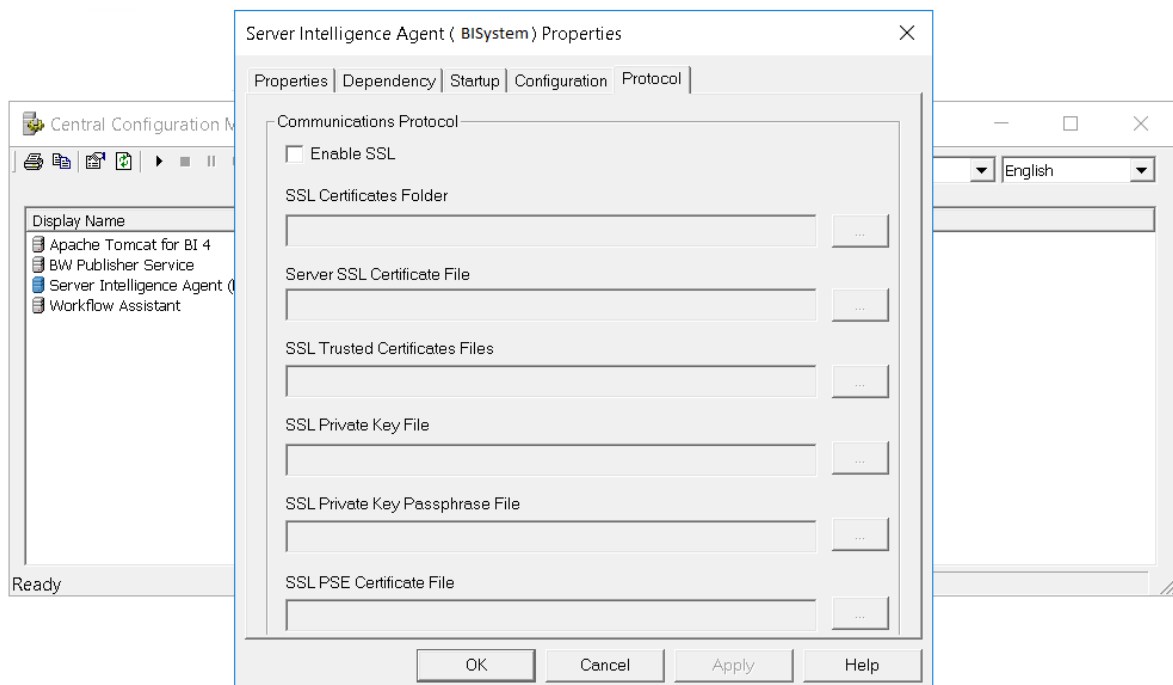 Server Intelligence Agent ( BISystem ) Properties
Properties Dependency Startup Configuration Protocol
Central Configuration M
Communications Protocol
Enable SSL
English
SSL Certificates Folder
...
Display Name
Apache Tomcat for BI 4
BW Publisher Service
Server Intelligence Agent (
Workflow Assistant
Server SSL Certificate File
...
SSL Trusted Certificates Files
...
SSL Private Key File
...
SSL Private Key Passphrase File
...
SSL PSE Certificate File
...
Ready
OK Cancel Apply Help